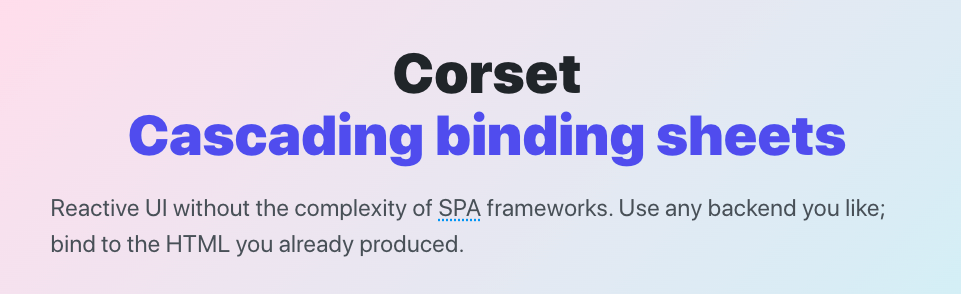 Corset
Cascading binding sheets
Reactive UI without the complexity of SPA frameworks. Use any backend you like;
bind to the HTML you already produced.